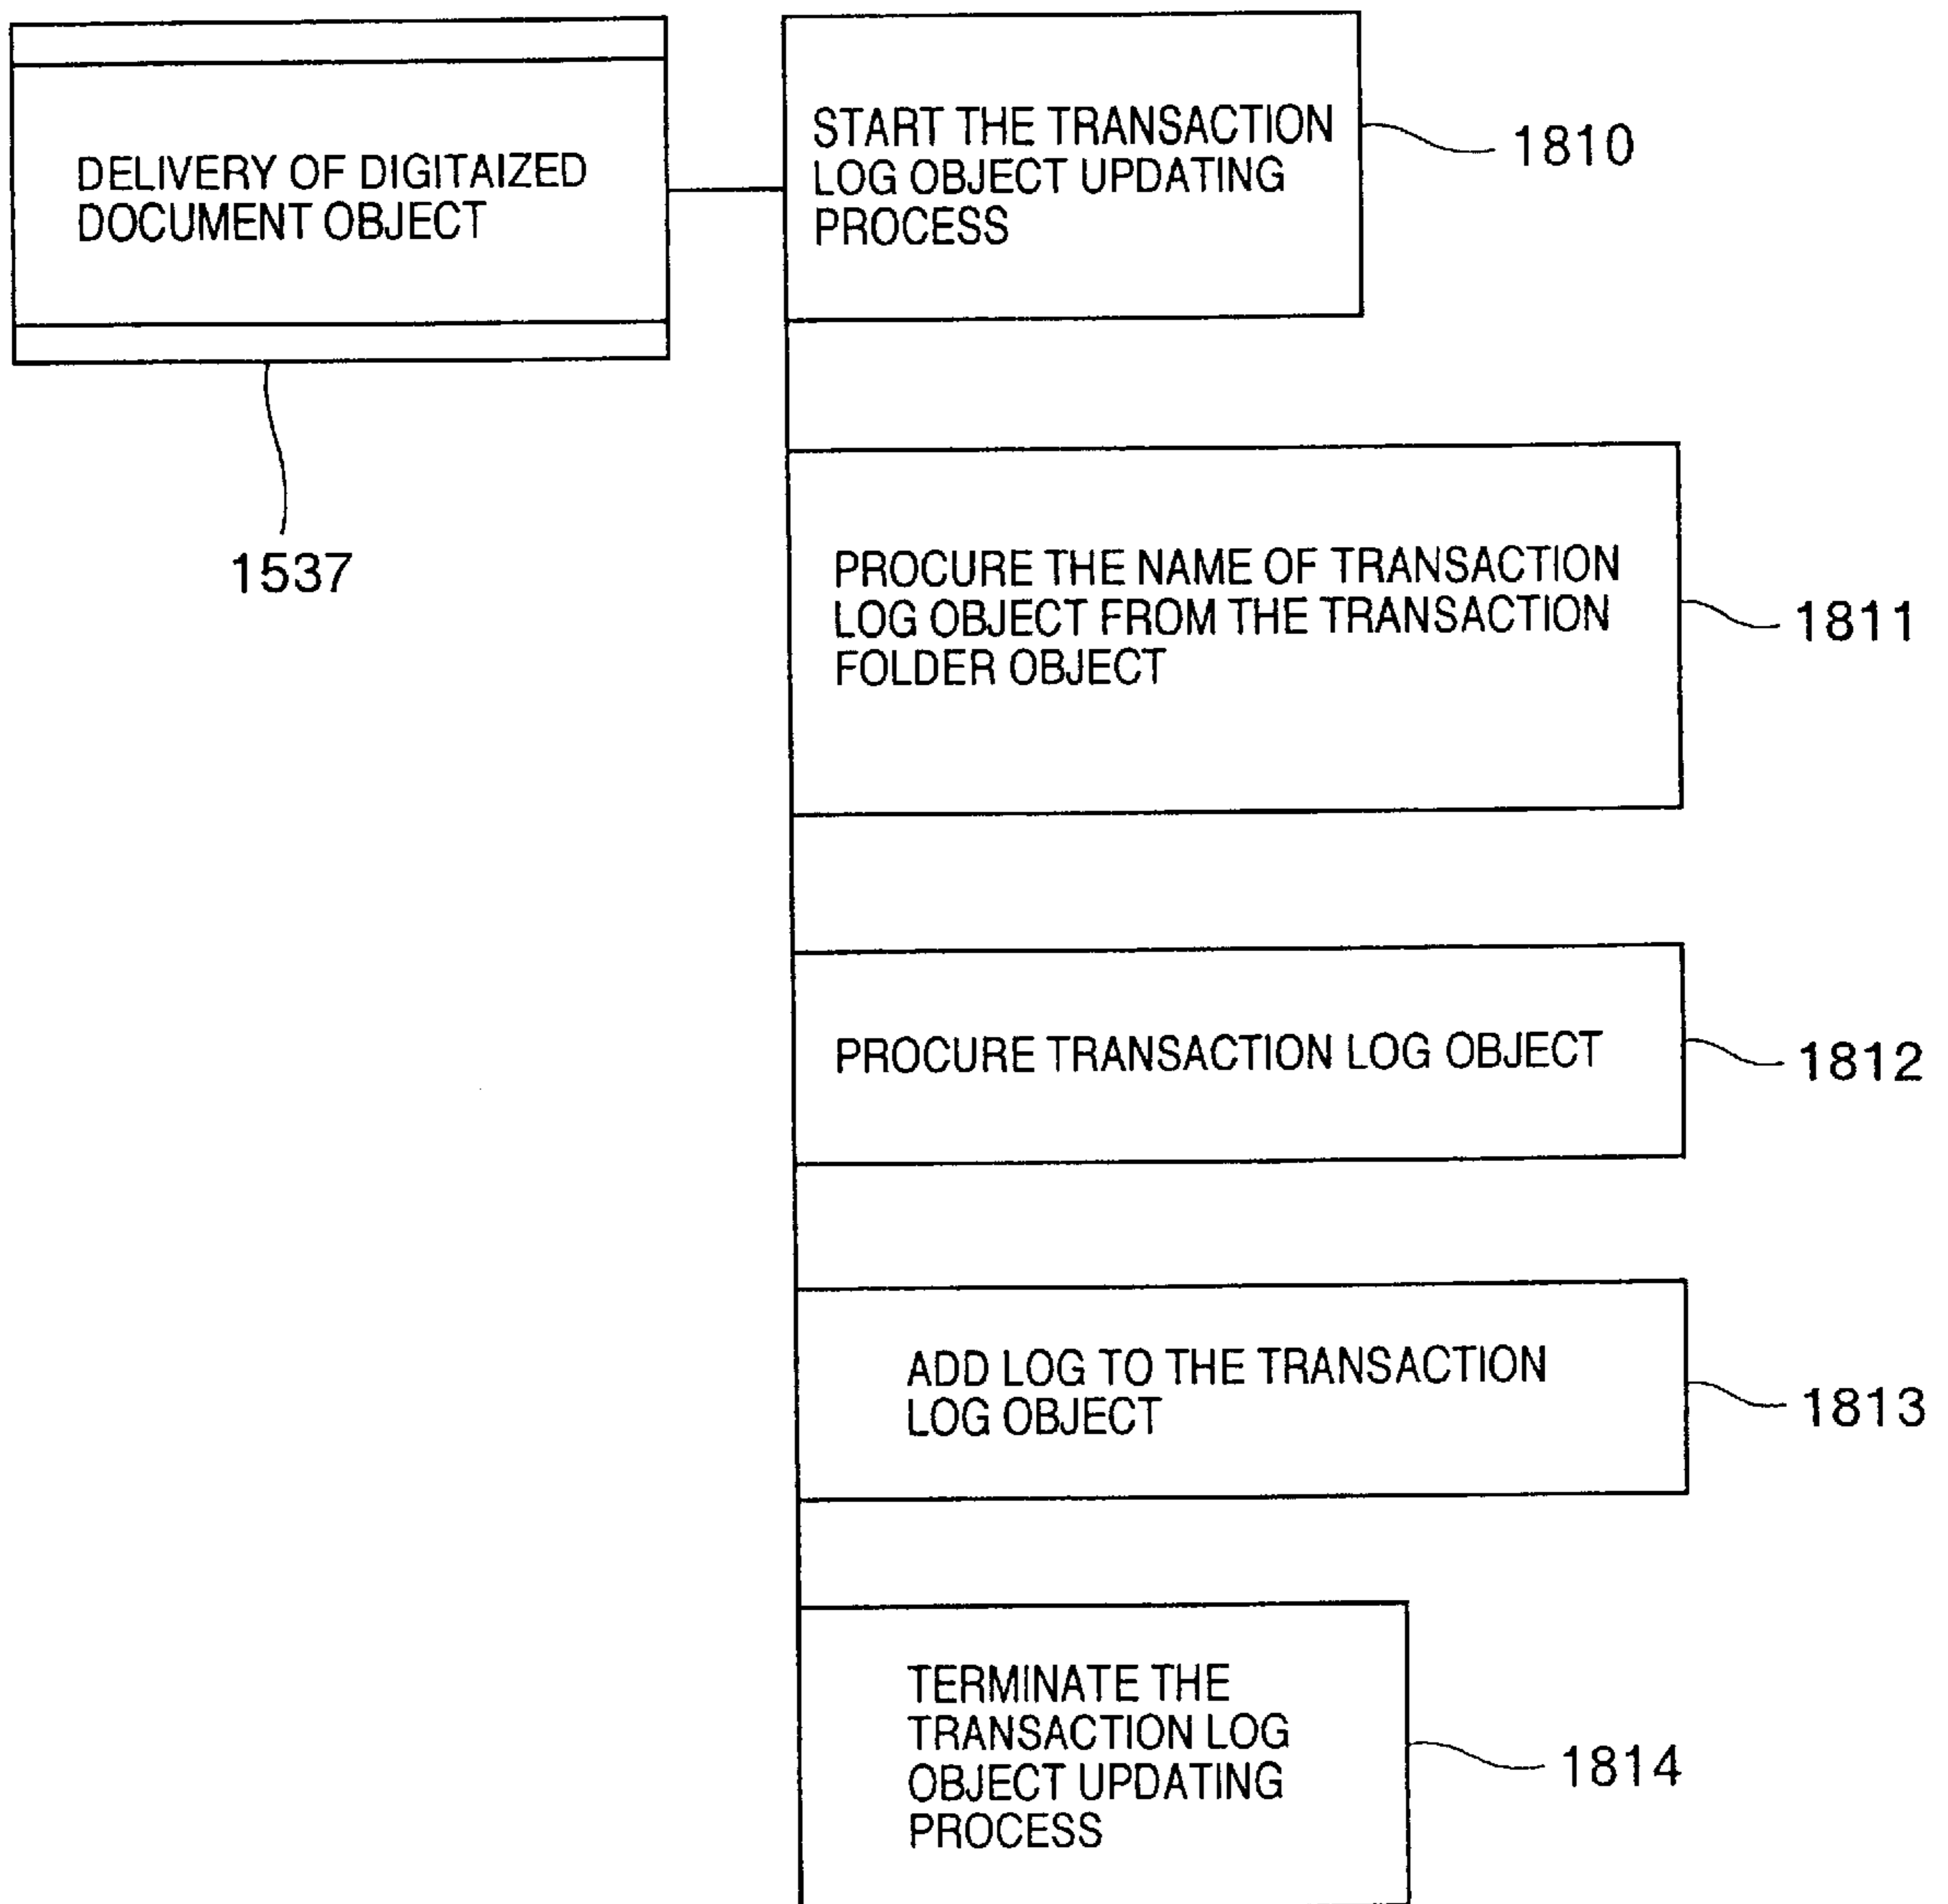 DELIVERY OF DIGITAIZED
DOCUMENT OBJECT
1537
START THE TRANSACTION
LOG OBJECT UPDATING
PROCESS
1810
PROCURE THE NAME OF TRANSACTION
LOG OBJECT FROM THE TRANSACTION
FOLDER OBJECT
1811
PROCURE TRANSACTION LOG OBJECT
1812
ADD LOG TO THE TRANSACTION
LOG OBJECT
1813
TERMINATE THE
TRANSACTION LOG
OBJECT UPDATING
PROCESS
1814